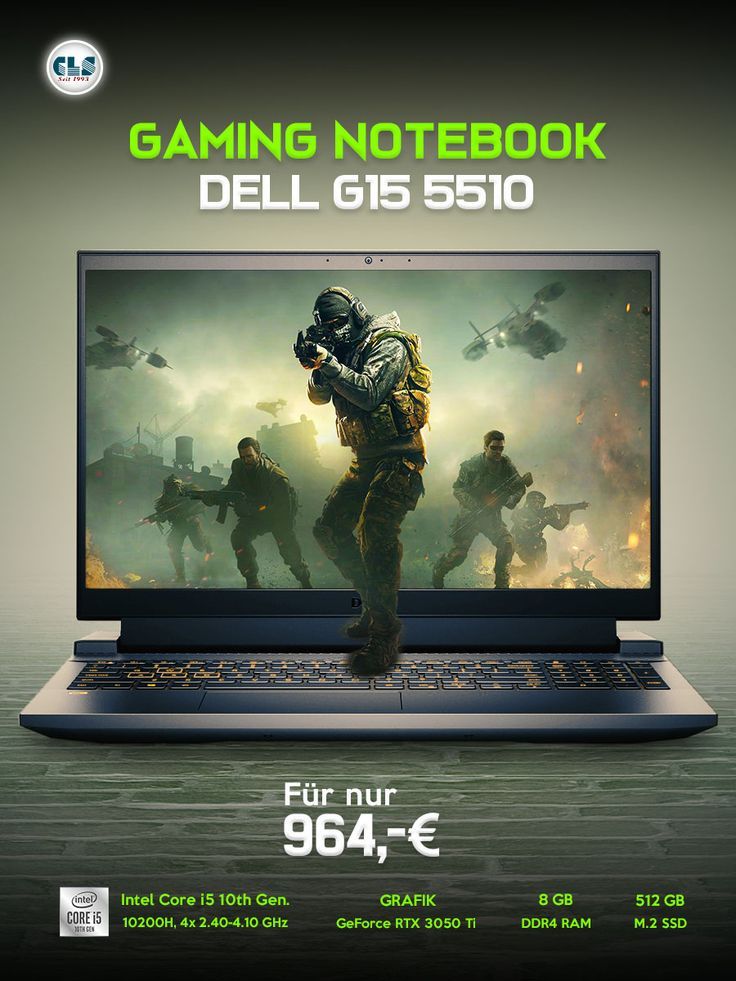 CLS
Seit 1993
GAMING NOTEBOOK
DELL G15 5510
Für nur
964,-€
intel
CORE i5
10TH GEN
Intel Core i5 10th Gen.
10200H, 4x 2.40-4.10 GHz
GRAFIK
GeForce RTX 3050 Ti
8 GB
DDR4 RAM
512 GB
M.2 SSD